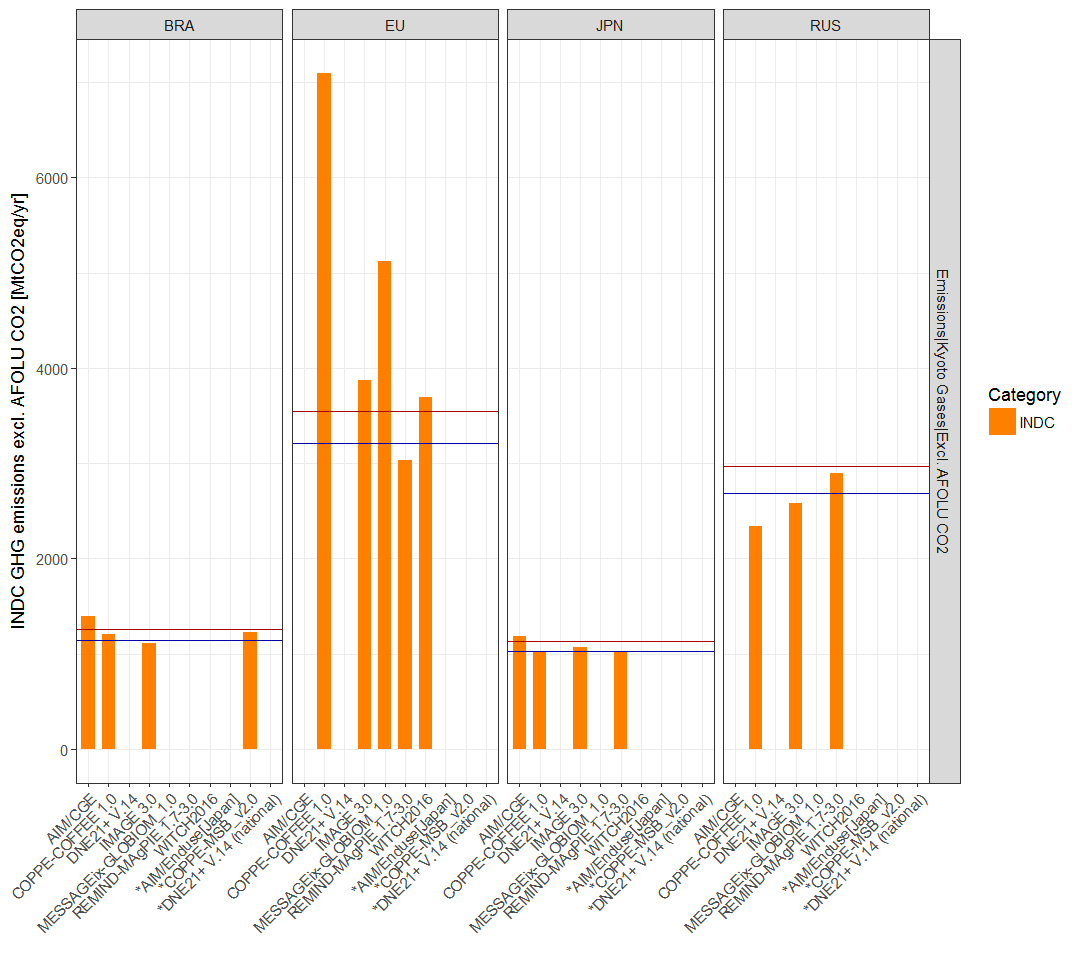 BRA
EU
JPN
RUS
INDC GHG emissions excl. AFOLU CO2 [MtCO2eq/yr]
6000
4000
2000
0
Emissions|Kyoto Gases|Excl. AFOLU CO2
Category
INDC
AIM/CGE
COPPE-COFFEE 1.0
DNE21+ V.14
IMAGE 3.0
MESSAGEix-GLOBIOM_1.0
REMIND-MAgPIE 1.7-3.0
WITCH2016
*AIM/Enduse[Japan]
*COPPE-MSB_v2.0
*DNE21+ V.14 (national)
AIM/CGE
COPPE-COFFEE 1.0
DNE21+ V.14
IMAGE 3.0
MESSAGEix-GLOBIOM_1.0
REMIND-MAgPIE 1.7-3.0
WITCH2016
*AIM/Enduse[Japan]
*COPPE-MSB_v2.0
*DNE21+ V.14 (national)
AIM/CGE
COPPE-COFFEE 1.0
DNE21+ V.14
IMAGE 3.0
MESSAGEix-GLOBIOM_1.0
REMIND-MAgPIE 1.7-3.0
WITCH2016
*AIM/Enduse[Japan]
*COPPE-MSB_v2.0
*DNE21+ V.14 (national)
AIM/CGE
COPPE-COFFEE 1.0
DNE21+ V.14
IMAGE 3.0
MESSAGEix-GLOBIOM_1.0
REMIND-MAgPIE 1.7-3.0
WITCH2016
*AIM/Enduse[Japan]
*COPPE-MSB_v2.0
*DNE21+ V.14 (national)